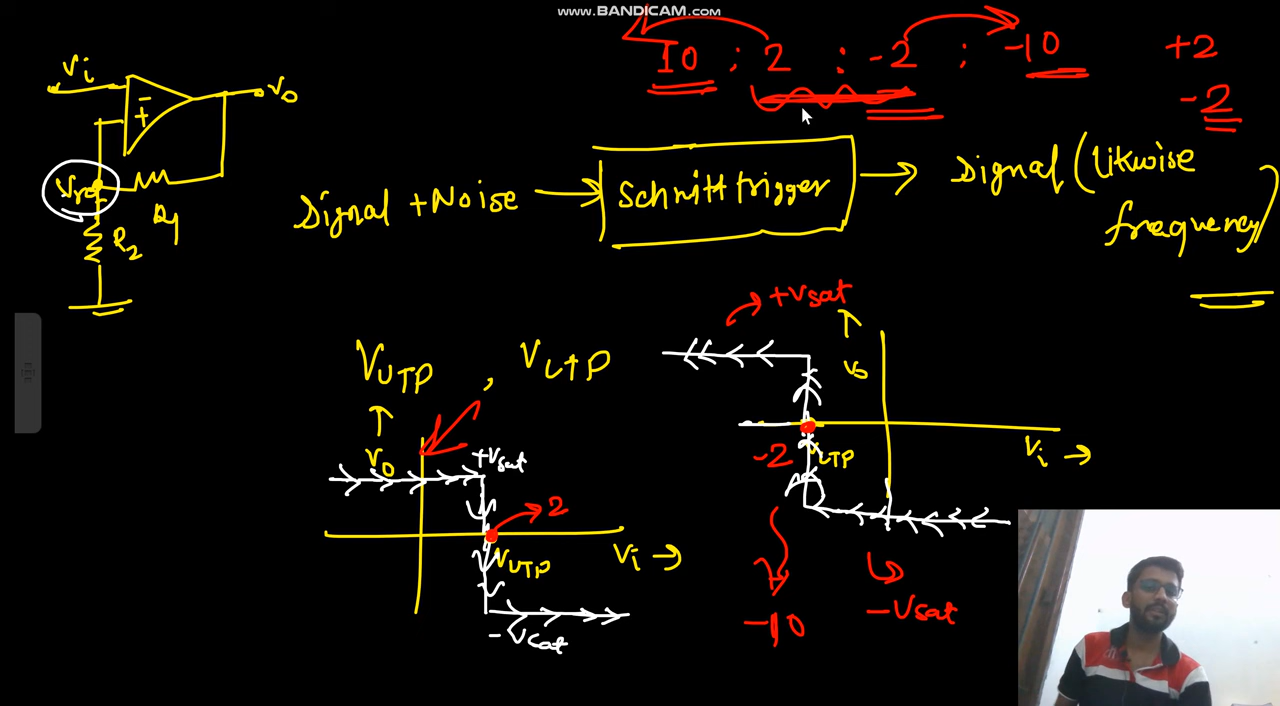 www.BANDICAM.com
10 ; 2 : -2 ; -10
+2
-2
Vi
-
+
Vo
Vref
R1
R2
Signal + Noise → Schmitt trigger → Signal (likwise
frequency)
VUTP , VLTP
+Vsat
Vo
Vi →
-2
VLTP
-10
-Vsat
Vo
+Vsat
2
VUTP
Vi →
-Vsat